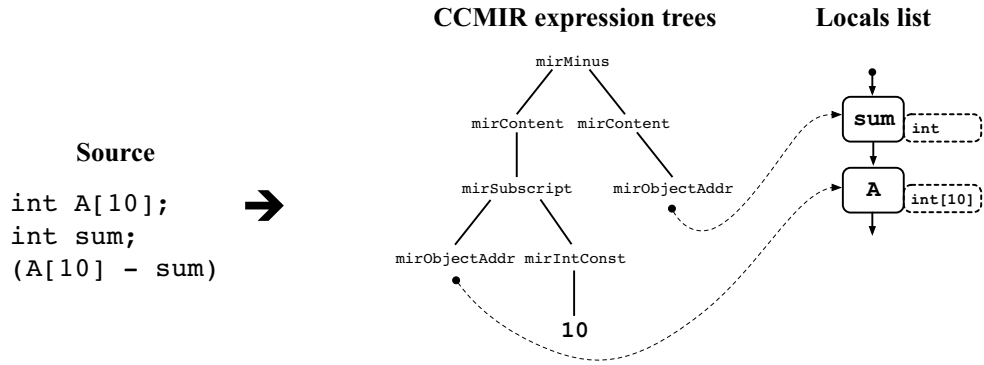 CCMIR expression trees
Locals list
mirMinus
mirContent mirContent
sum
int
Source
mirSubscript
mirObjectAddr
A
int[10]
int A[10];
int sum;
(A[10] - sum)
mirObjectAddr mirIntConst
10